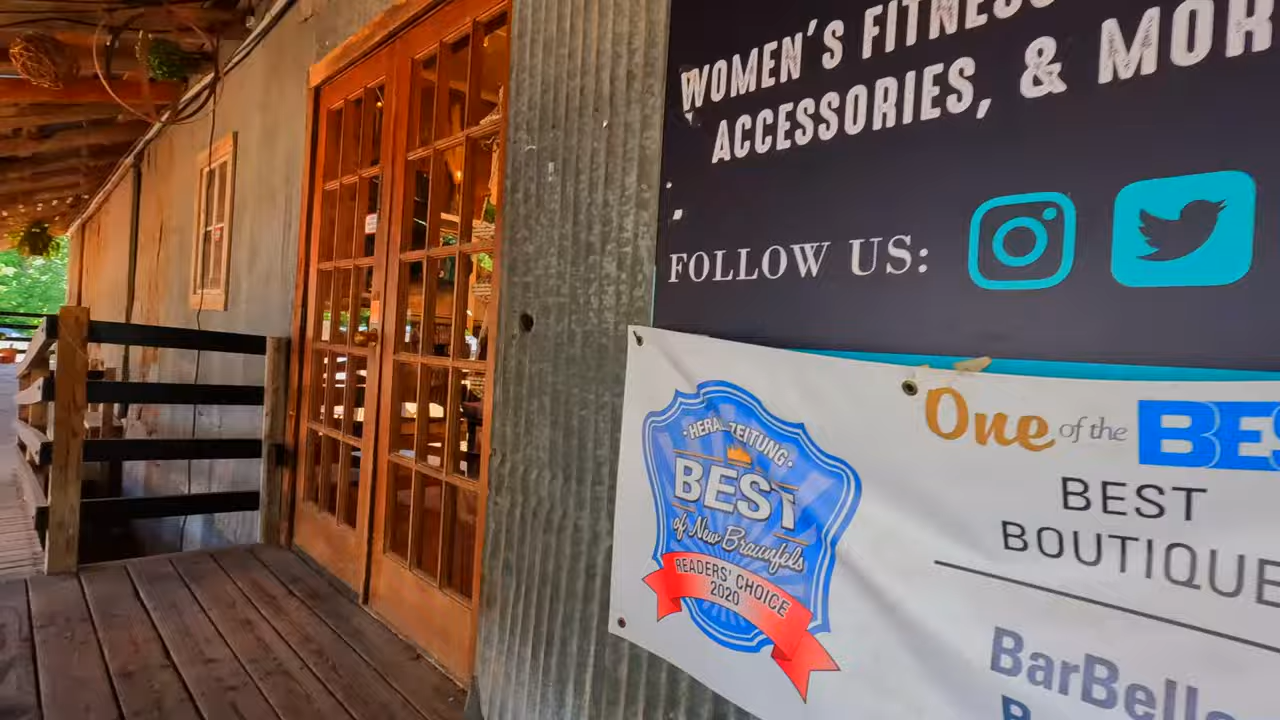 WOMEN'S FITNESS
ACCESSORIES, & MOR
FOLLOW US:
HERALD ZEITUNG
BEST
of New Braunfels
READERS' CHOICE
2020
One of the BES
BEST
BOUTIQUE
BarBell
B